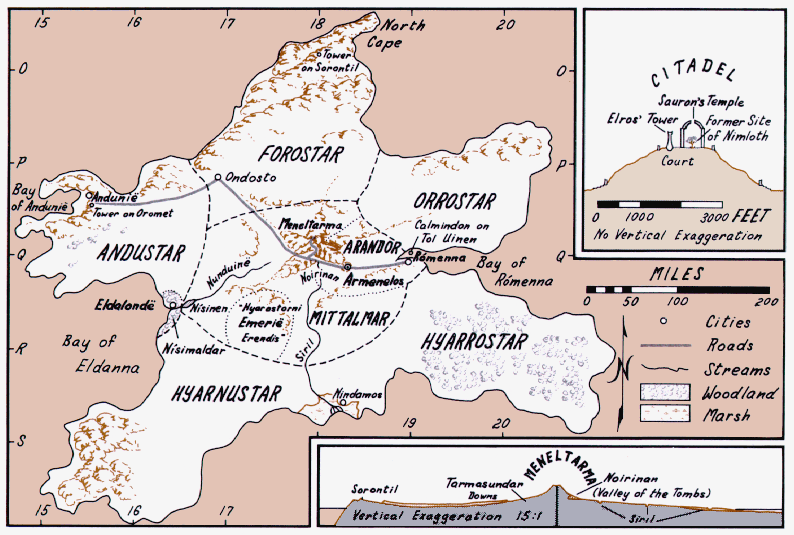 15
16
17
18
20
North
Cape
O
P
Q
R
S
O
P
Q
Tower
on Sorontil
FOROSTAR
Ondosto
Bay
of Andunië
Andunië
Tower on Oromet
ANDUSTAR
ORROSTAR
Meneltarma
Calmindon on
Tol Uinen
ARANDOR
Rómenna
Bay of
Rómenna
Nunduinë
Noirinan
Armenelos
Eldalondë
Nísinen
Nisimaldar
Hyarastorni
Emerië
Erendis
MITTALMAR
Bay of
Eldanna
Siril
HYARROSTAR
HYARNUSTAR
Nindamos
15
16
17
18
19
20
CITADEL
Sauron's Temple
Elros' Tower
Former Site
of Nimloth
Court
0 1000 3000 FEET
No Vertical Exaggeration
MILES
0 50 100 200
Cities
Roads
N
Streams
Woodland
Marsh
MENELTARMA
Sorontil
Tarmasundar
Downs
Noirinan
(Valley of the Tombs)
Siril
Vertical Exaggeration 15:1